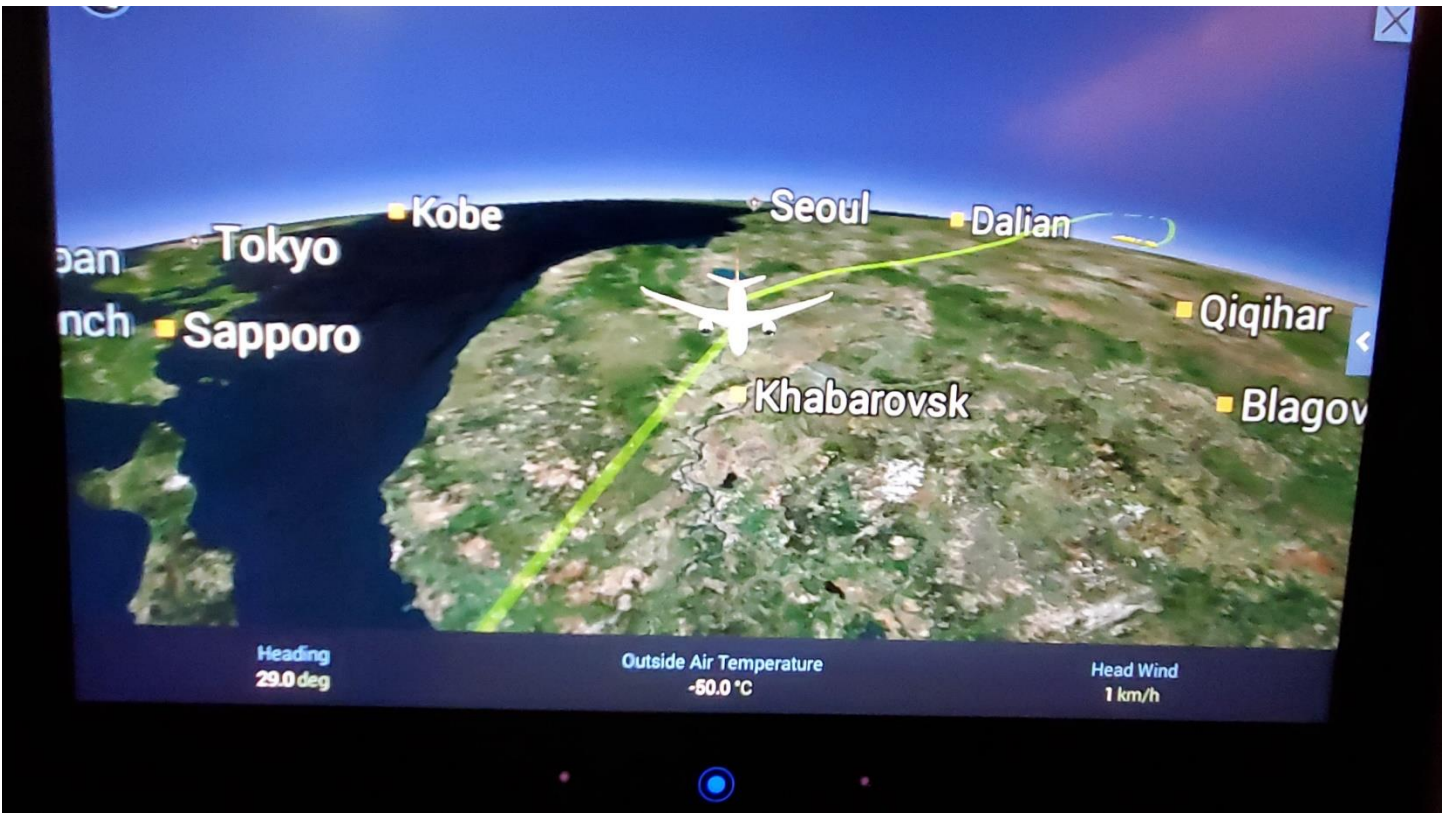 Kobe
Seoul
Dalian
pan
Tokyo
nch
Sapporo
Qiqihar
Khabarovsk
Blagov
Heading
29.0 deg
Outside Air Temperature
-50.0 °C
Head Wind
1 km/h